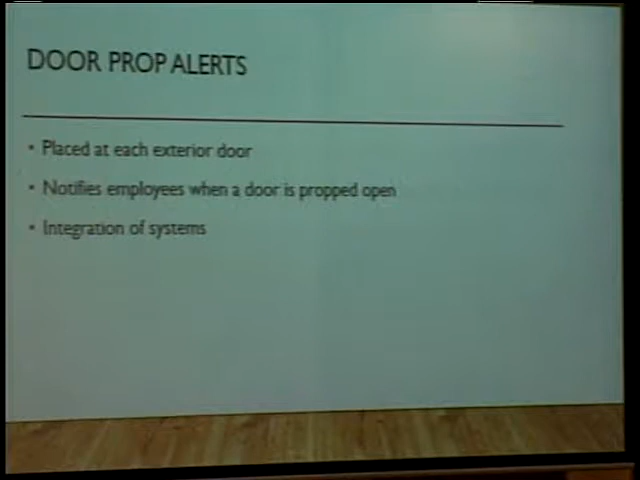 DOOR PROP ALERTS
• Placed at each exterior door
• Notifies employees when a door is propped open
• Integration of systems